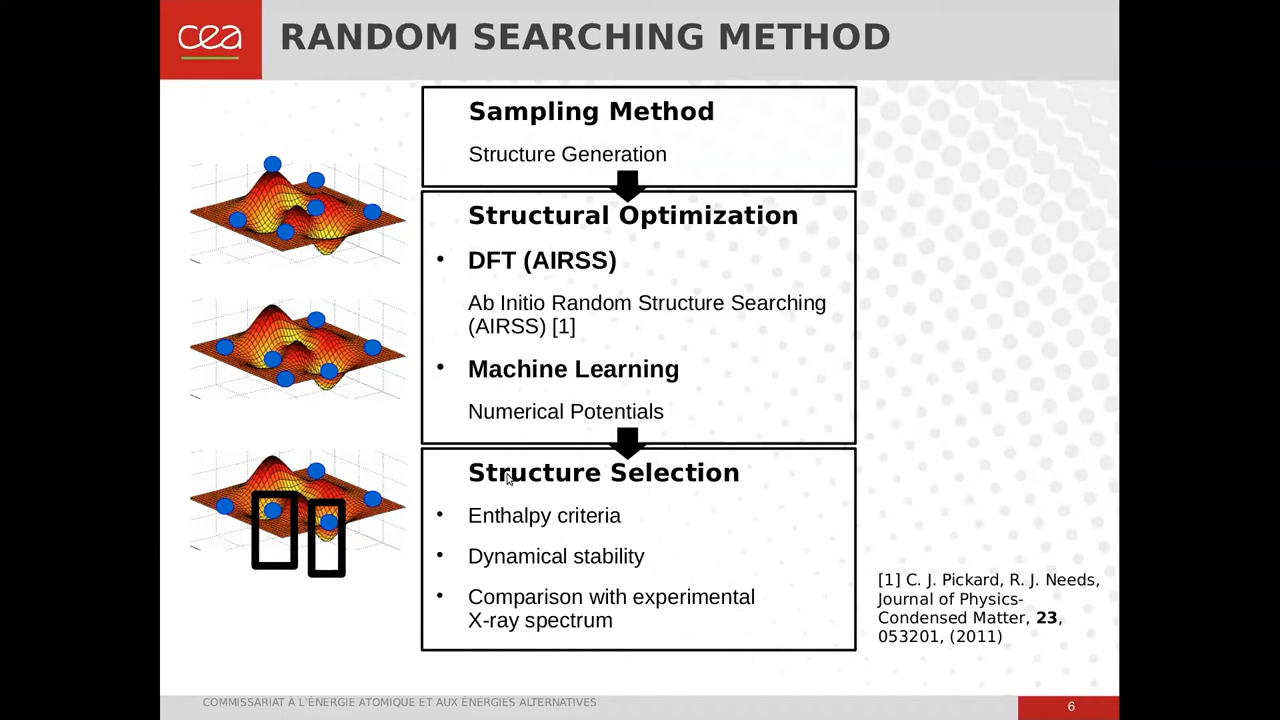 cea
RANDOM SEARCHING METHOD
Sampling Method
Structure Generation
Structural Optimization
• DFT (AIRSS)
Ab Initio Random Structure Searching
(AIRSS) [1]
• Machine Learning
Numerical Potentials
Structure Selection
• Enthalpy criteria
• Dynamical stability
• Comparison with experimental
X-ray spectrum
[1] C. J. Pickard, R. J. Needs,
Journal of Physics-
Condensed Matter, 23,
053201, (2011)
COMMISSARIAT À L'ÉNERGIE ATOMIQUE ET AUX ÉNERGIES ALTERNATIVES
6